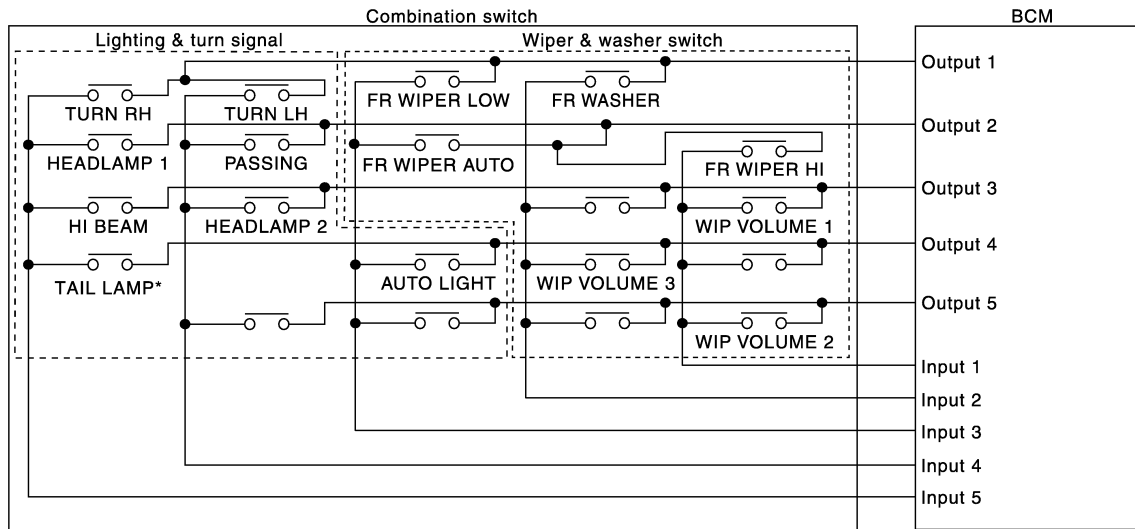 Combination switch
BCM
Lighting & turn signal
Wiper & washer switch
Output 1
TURN RH
TURN LH
FR WIPER LOW
FR WASHER
Output 2
HEADLAMP 1
PASSING
FR WIPER AUTO
FR WIPER HI
Output 3
HI BEAM
HEADLAMP 2
WIP VOLUME 1
Output 4
TAIL LAMP*
AUTO LIGHT
WIP VOLUME 3
Output 5
WIP VOLUME 2
Input 1
Input 2
Input 3
Input 4
Input 5